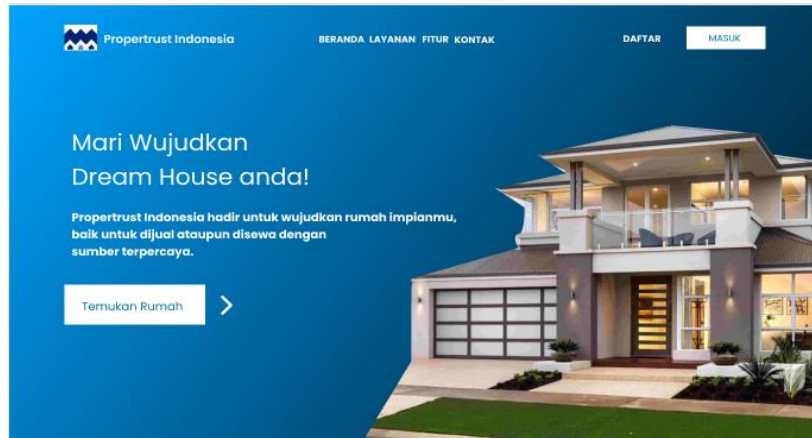 Propertrust Indonesia
BERANDA LAYANAN FITUR KONTAK
DAFTAR
MASUK
Mari Wujudkan
Dream House anda!
Propertrust Indonesia hadir untuk wujudkan rumah impianmu,
baik untuk dijual ataupun disewa dengan
sumber terpercaya.
Temukan Rumah